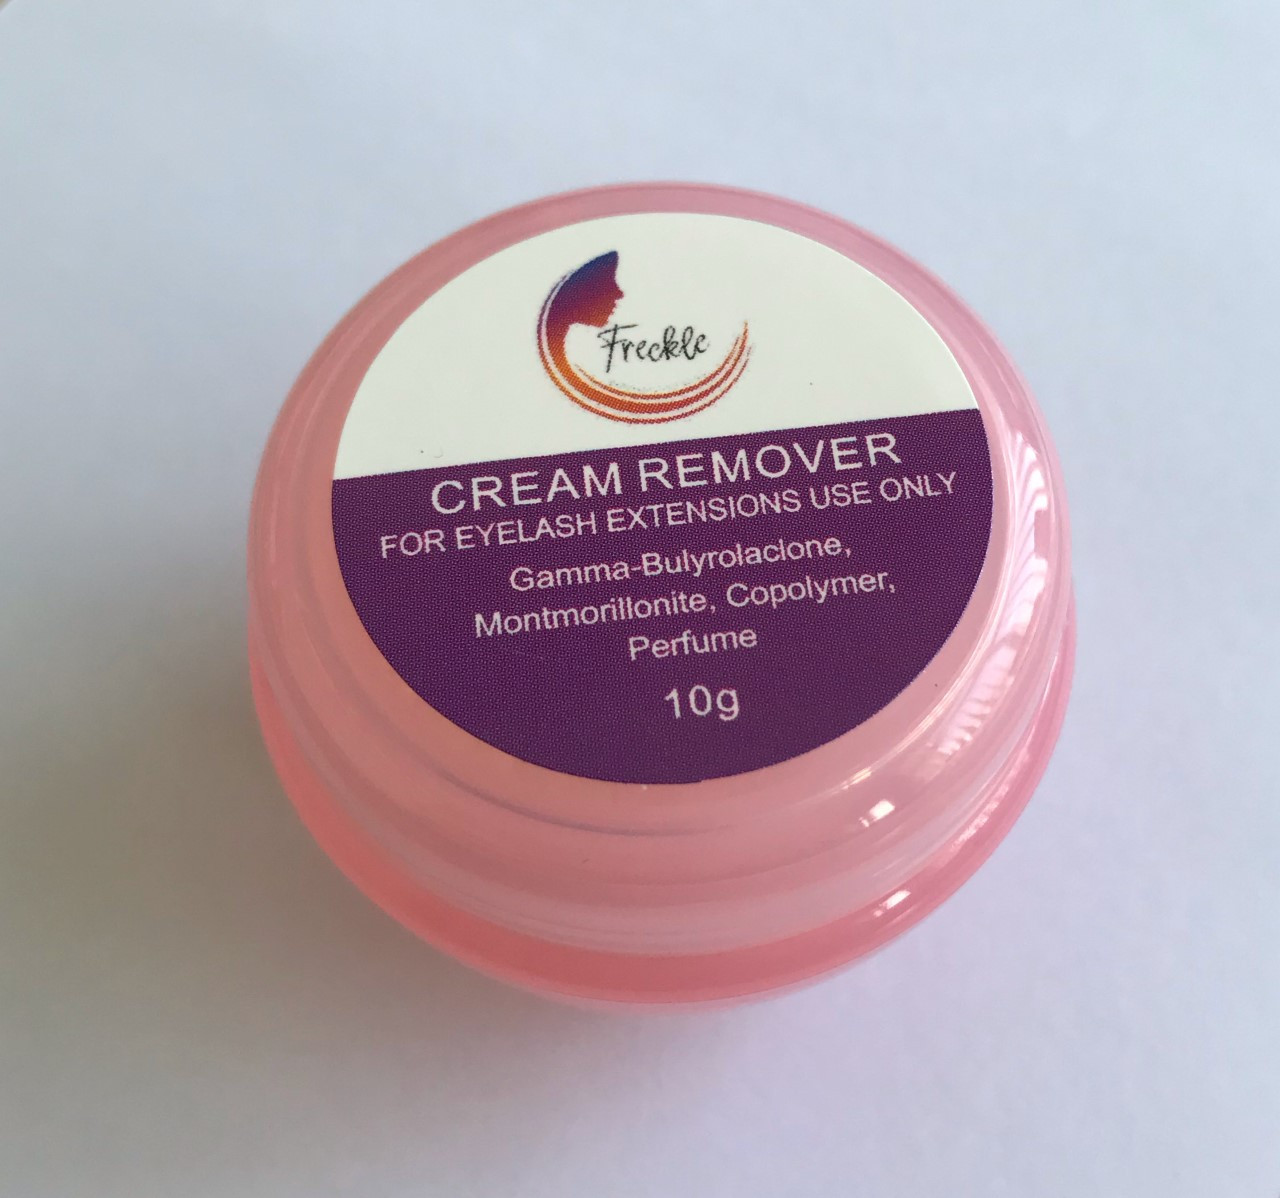 Freckle
CREAM REMOVER
FOR EYELASH EXTENSIONS USE ONLY
Gamma-Bulyrolaclone,
Montmorillonite, Copolymer,
Perfume
10g